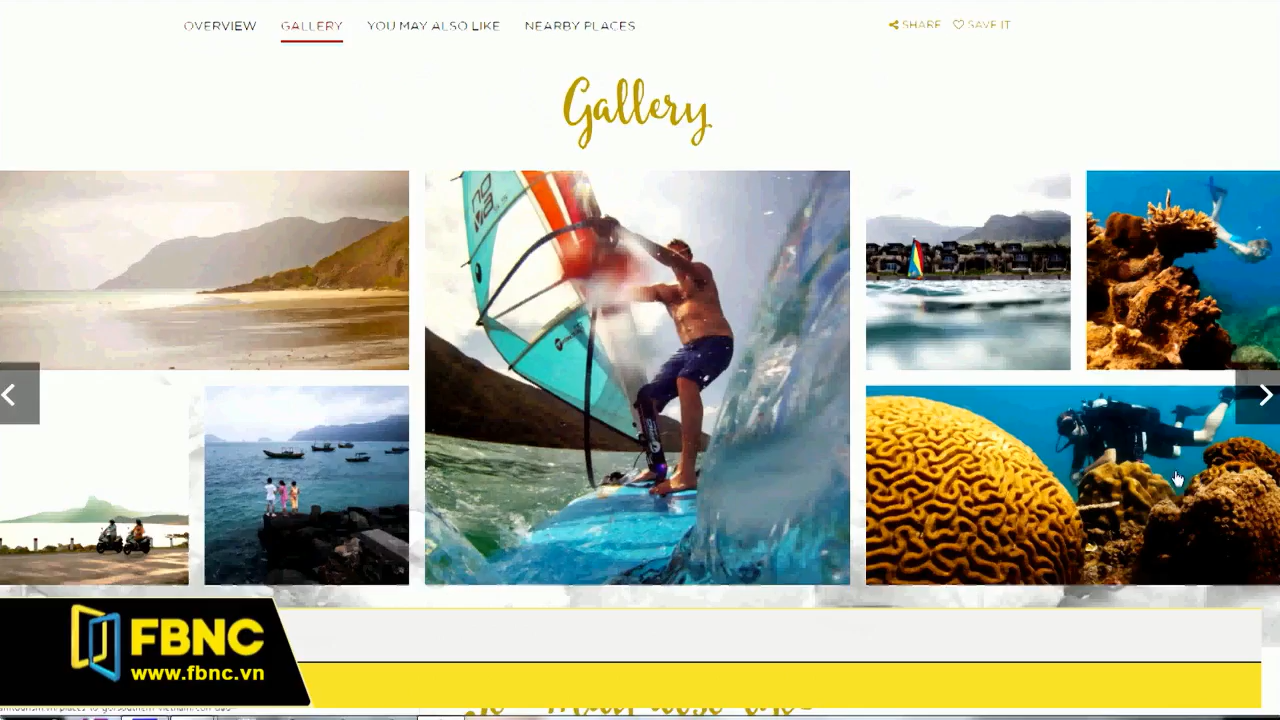 OVERVIEW
GALLERY
YOU MAY ALSO LIKE
NEARBY PLACES
SHARE
SAVE IT
Gallery
FBNC
www.fbnc.vn